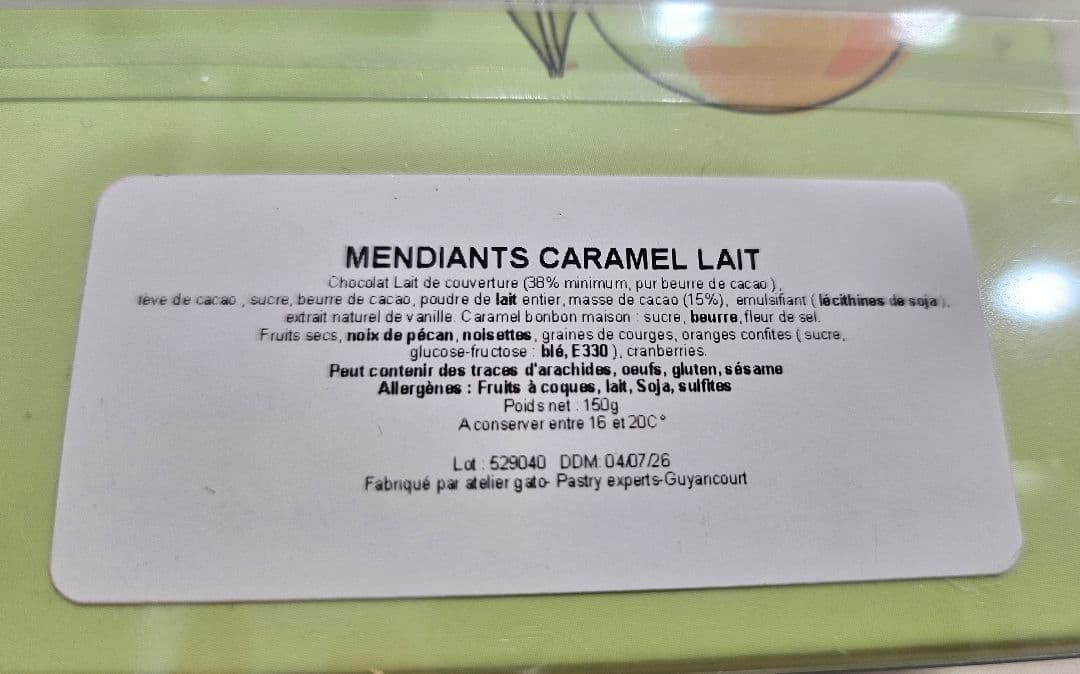 MENDIANTS CARAMEL LAIT
Chocolat Lait de couverture (38% minimum, pur beurre de cacao),
fève de cacao , sucre, beurre de cacao, poudre de lait entier, masse de cacao (15%), emulsifiant ( lécithines de soja ),
extrait naturel de vanille. Caramel bonbon maison : sucre, beurre, fleur de sel.
Fruits secs, noix de pécan, noisettes, graines de courges, oranges confites ( sucre,
glucose-fructose : blé, E330 ), cranberries.
Peut contenir des traces d'arachides, oeufs, gluten, sésame
Allergènes : Fruits à coques, lait, Soja, sulfites
Poids net : 150g
A conserver entre 16 et 20C°
Lot : 529040 DDM: 04/07/26
Fabriqué par atelier gato- Pastry experts-Guyancourt